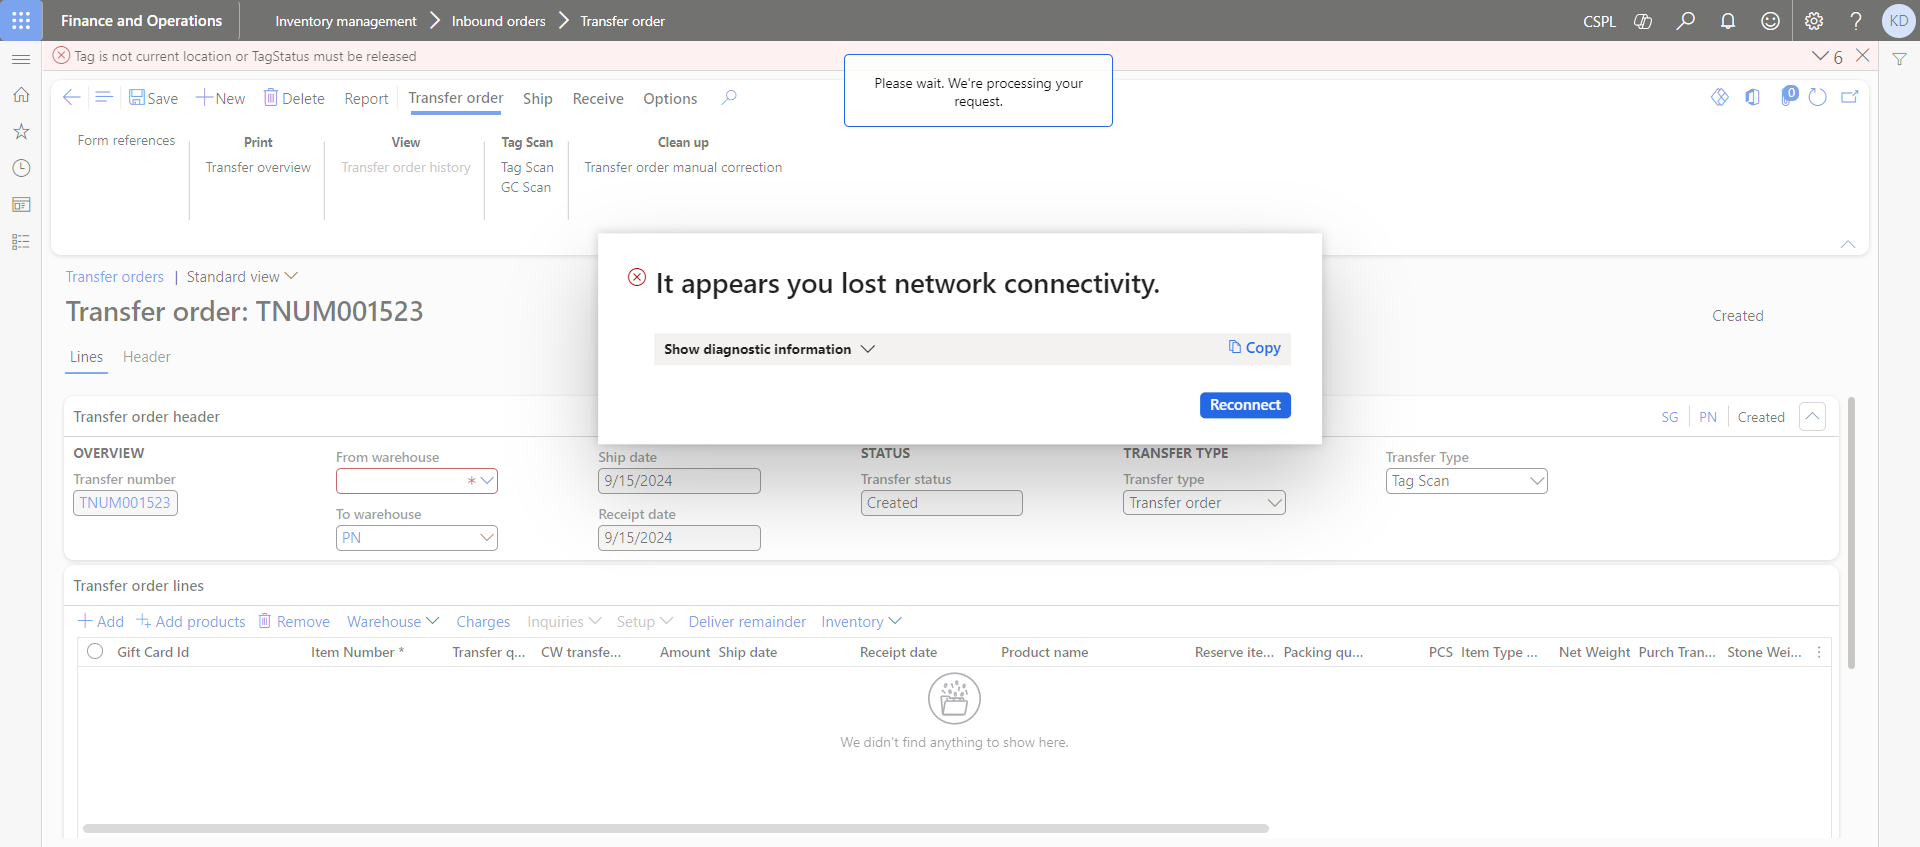 Finance and Operations
Inventory management
Inbound orders
Transfer order
CSPL
KD
Tag is not current location or TagStatus must be released
6
Please wait. We're processing your
request.
Save
New
Delete
Report
Transfer order
Ship
Receive
Options
0
Form references
Print
Transfer overview
View
Transfer order history
Tag Scan
Tag Scan
GC Scan
Clean up
Transfer order manual correction
It appears you lost network connectivity.
Show diagnostic information
Copy
Reconnect
Transfer orders | Standard view
Transfer order: TNUM001523
Created
Lines
Header
Transfer order header
SG
PN
Created
OVERVIEW
Transfer number
TNUM001523
From warehouse
*
To warehouse
PN
Ship date
9/15/2024
Receipt date
9/15/2024
STATUS
Transfer status
Created
TRANSFER TYPE
Transfer type
Transfer order
Transfer Type
Tag Scan
Transfer order lines
Add
Add products
Remove
Warehouse
Charges
Inquiries
Setup
Deliver remainder
Inventory
Gift Card Id
Item Number *
Transfer q...
CW transfe...
Amount
Ship date
Receipt date
Product name
Reserve ite...
Packing qu...
PCS
Item Type ...
Net Weight
Purch Tran...
Stone Wei...
We didn't find anything to show here.